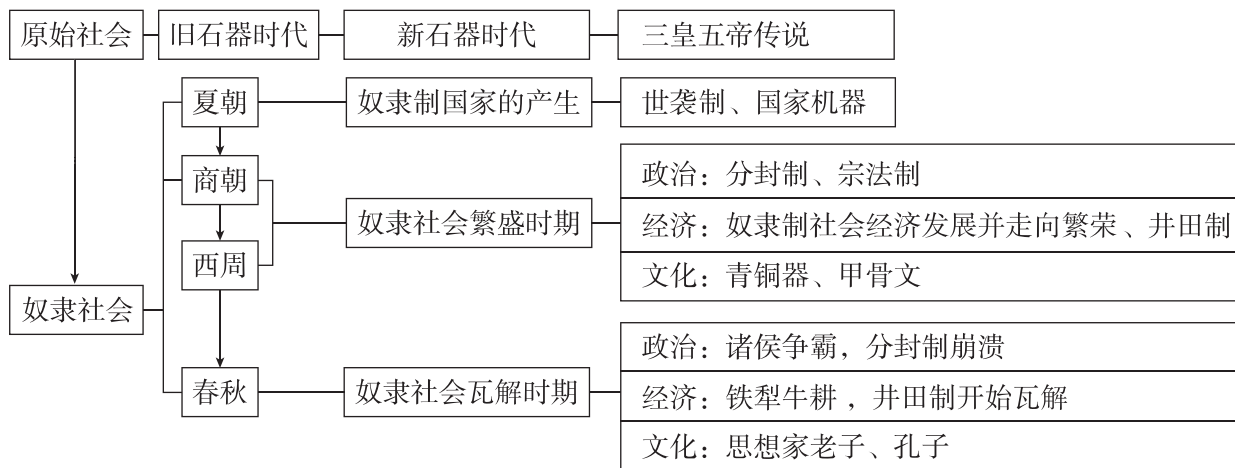 原始社会 旧石器时代 新石器时代 三皇五帝传说
夏朝 奴隶制国家的产生 世袭制、国家机器
商朝
西周
奴隶社会繁盛时期
政治：分封制、宗法制
经济：奴隶制社会经济发展并走向繁荣、井田制
文化：青铜器、甲骨文
奴隶社会
春秋 奴隶社会瓦解时期
政治：诸侯争霸，分封制崩溃
经济：铁犁牛耕，井田制开始瓦解
文化：思想家老子、孔子